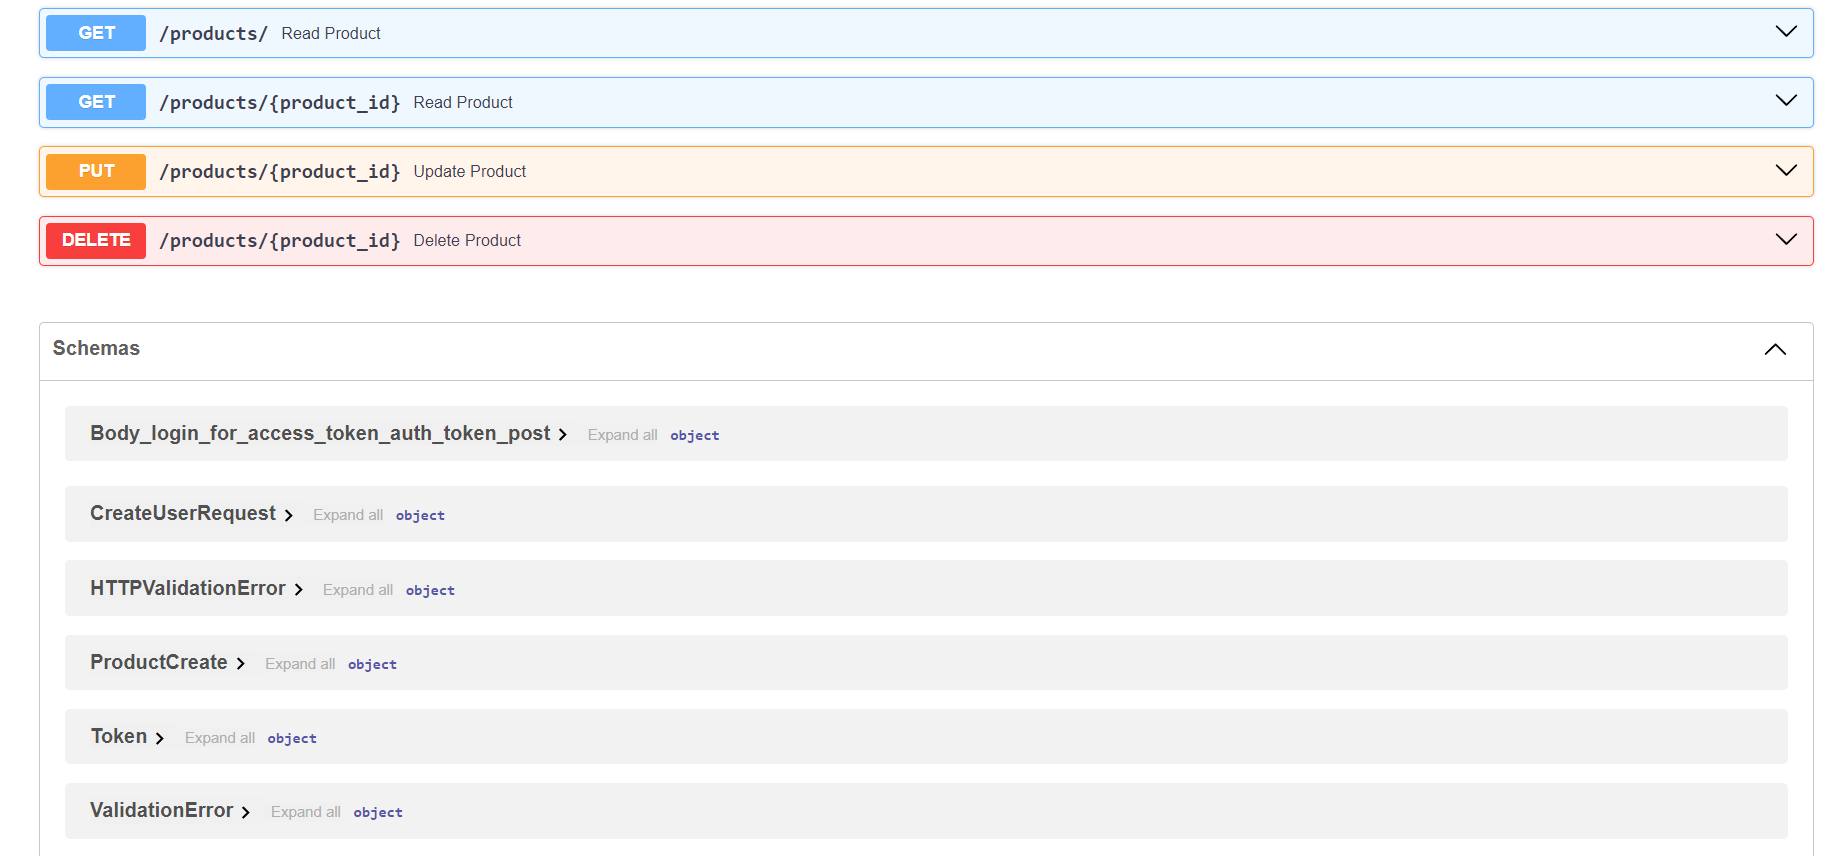 GET /products/ Read Product
GET /products/{product_id} Read Product
PUT /products/{product_id} Update Product
DELETE /products/{product_id} Delete Product
Schemas
Body_login_for_access_token_auth_token_post Expand all object
CreateUserRequest Expand all object
HTTPValidationError Expand all object
ProductCreate Expand all object
Token Expand all object
ValidationError Expand all object